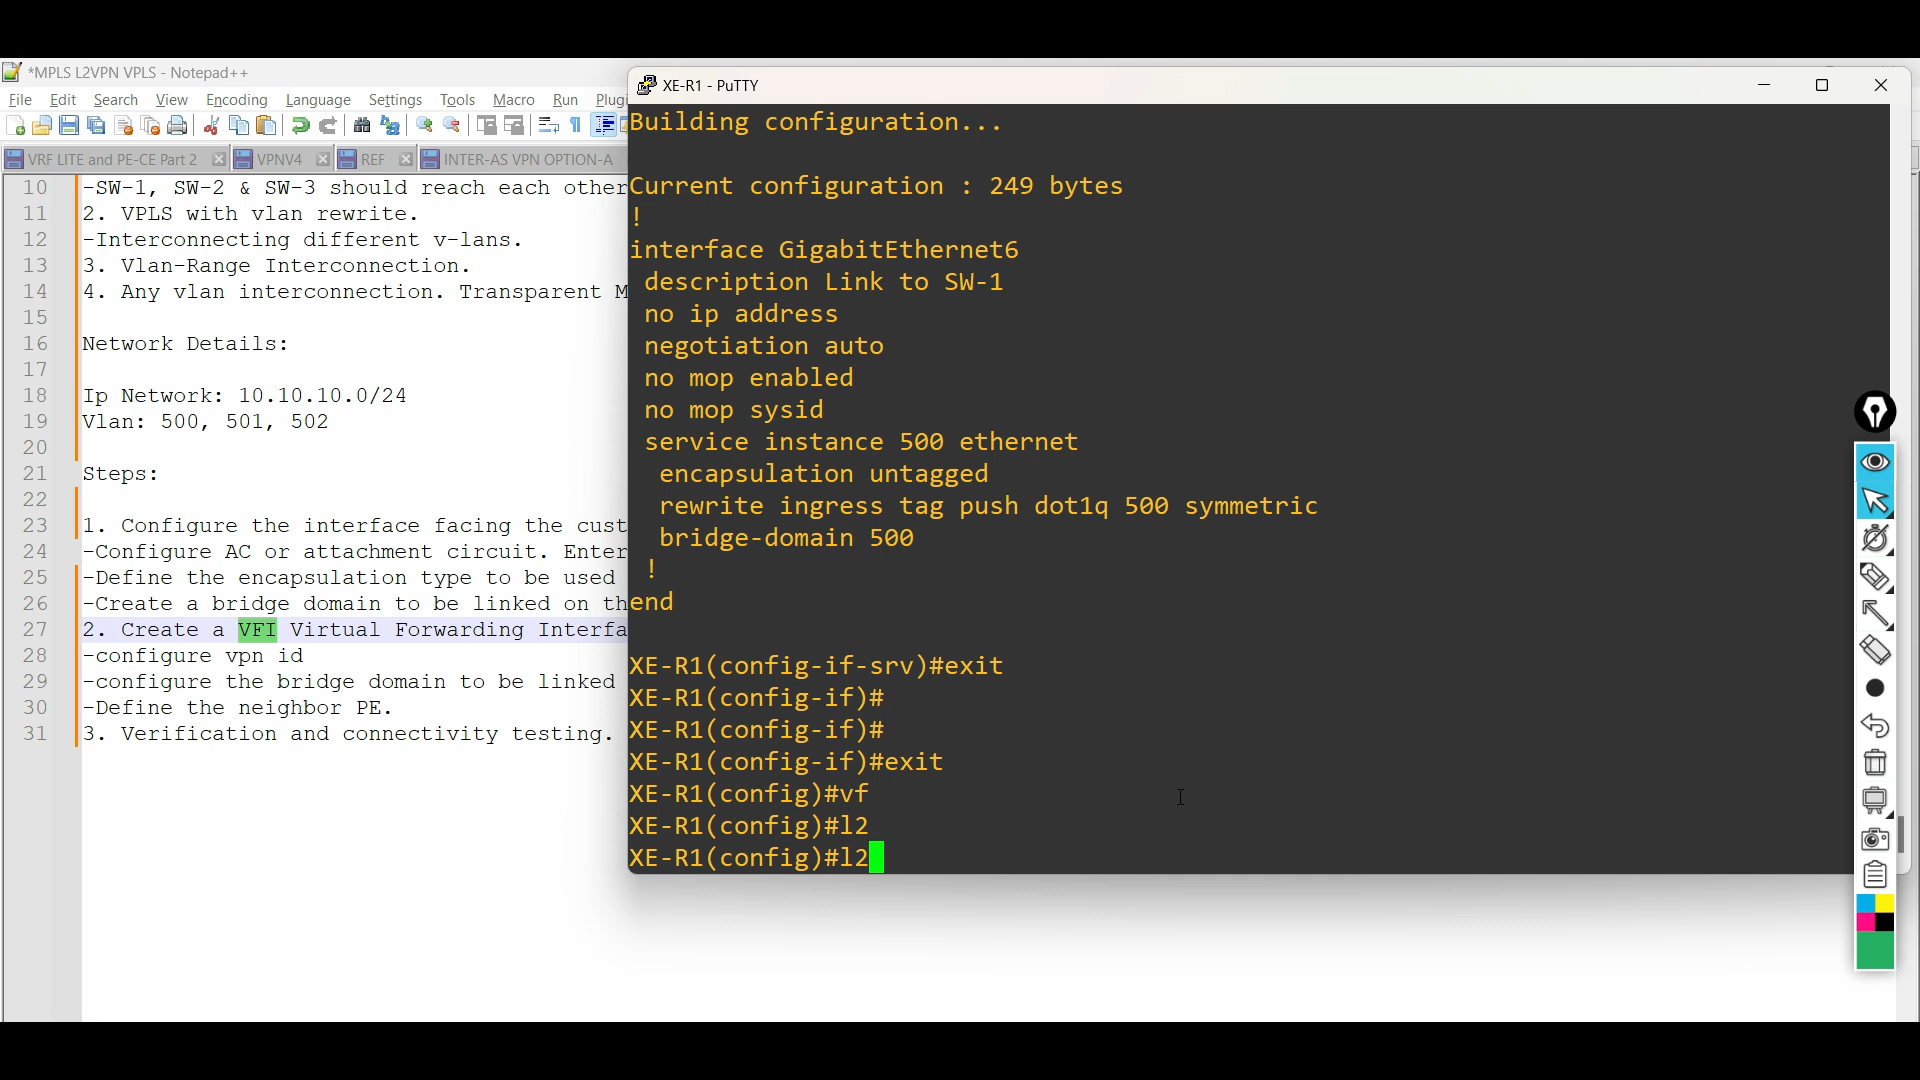 *MPLS L2VPN VPLS - Notepad++
File Edit Search View Encoding Language Settings Tools Macro Run Plugi
VRF LITE and PE-CE Part 2 VPNV4 REF INTER-AS VPN OPTION-A
10 -SW-1, SW-2 & SW-3 should reach each other
11 2. VPLS with vlan rewrite.
12 -Interconnecting different v-lans.
13 3. Vlan-Range Interconnection.
14 4. Any vlan interconnection. Transparent M
15
16 Network Details:
17
18 Ip Network: 10.10.10.0/24
19 Vlan: 500, 501, 502
20
21 Steps:
22
23 1. Configure the interface facing the cust
24 -Configure AC or attachment circuit. Enter
25 -Define the encapsulation type to be used
26 -Create a bridge domain to be linked on th
27 2. Create a VFI Virtual Forwarding Interfa
28 -configure vpn id
29 -configure the bridge domain to be linked
30 -Define the neighbor PE.
31 3. Verification and connectivity testing.
XE-R1 - PuTTY
Building configuration...
Current configuration : 249 bytes
!
interface GigabitEthernet6
description Link to SW-1
no ip address
negotiation auto
no mop enabled
no mop sysid
service instance 500 ethernet
encapsulation untagged
rewrite ingress tag push dot1q 500 symmetric
bridge-domain 500
!
end
XE-R1(config-if-srv)#exit
XE-R1(config-if)#
XE-R1(config-if)#
XE-R1(config-if)#exit
XE-R1(config)#vf
XE-R1(config)#l2
XE-R1(config)#l2